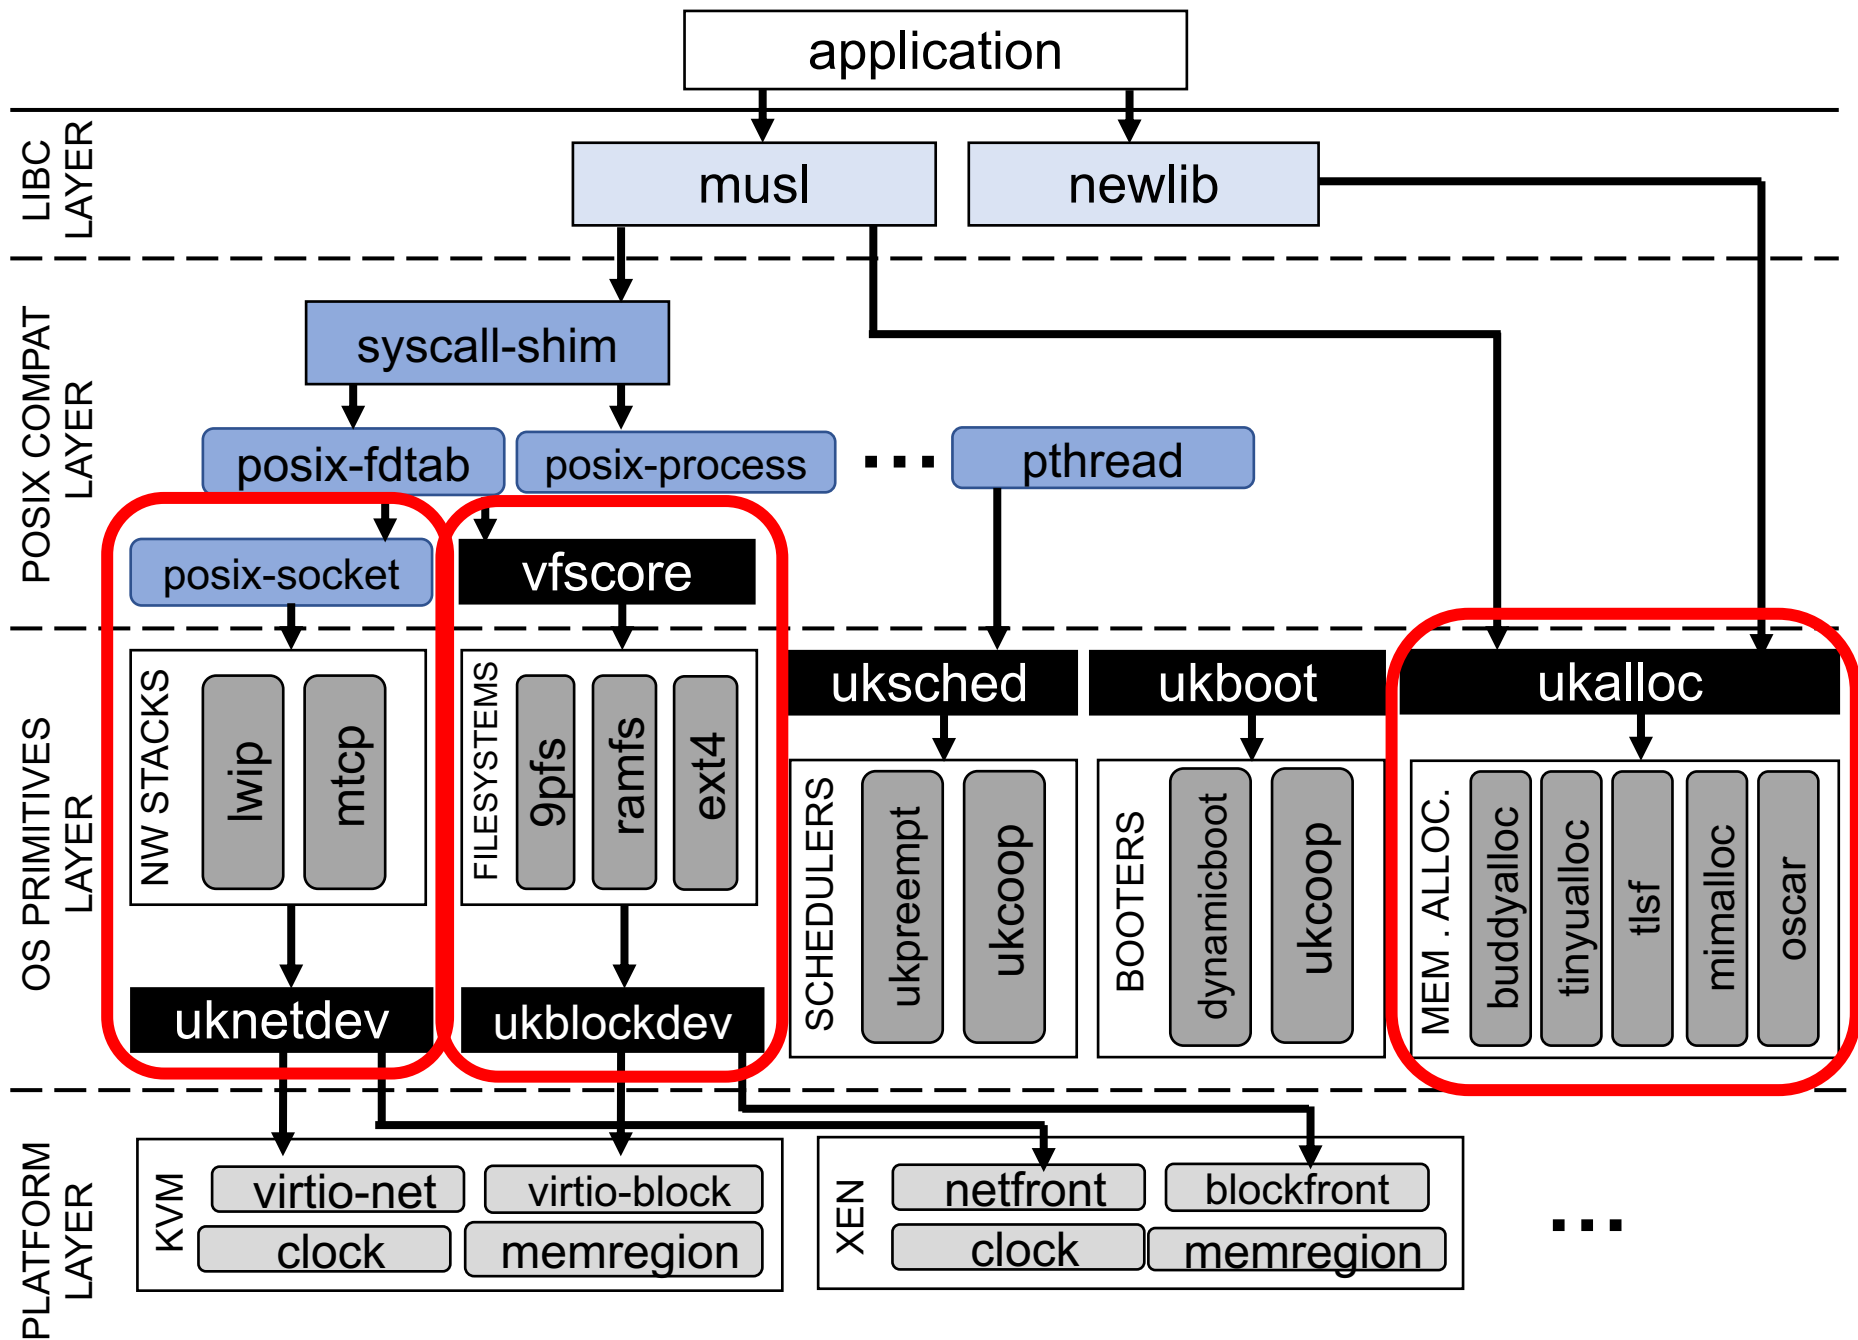 application
LIBC
LAYER
musl
newlib
POSIX COMPAT
LAYER
syscall-shim
posix-fdtab
posix-process
...
pthread
posix-socket
vfscore
OS PRIMITIVES
LAYER
NW STACKS
lwip
mtcp
FILESYSTEMS
9pfs
ramfs
ext4
uksched
ukboot
ukalloc
SCHEDULERS
ukpreempt
ukcoop
BOOTERS
dynamicboot
ukcoop
MEM . ALLOC.
buddyalloc
tinyualloc
tlsf
mimalloc
oscar
uknetdev
ukblockdev
PLATFORM
LAYER
KVM
virtio-net
virtio-block
clock
memregion
XEN
netfront
blockfront
clock
memregion
...